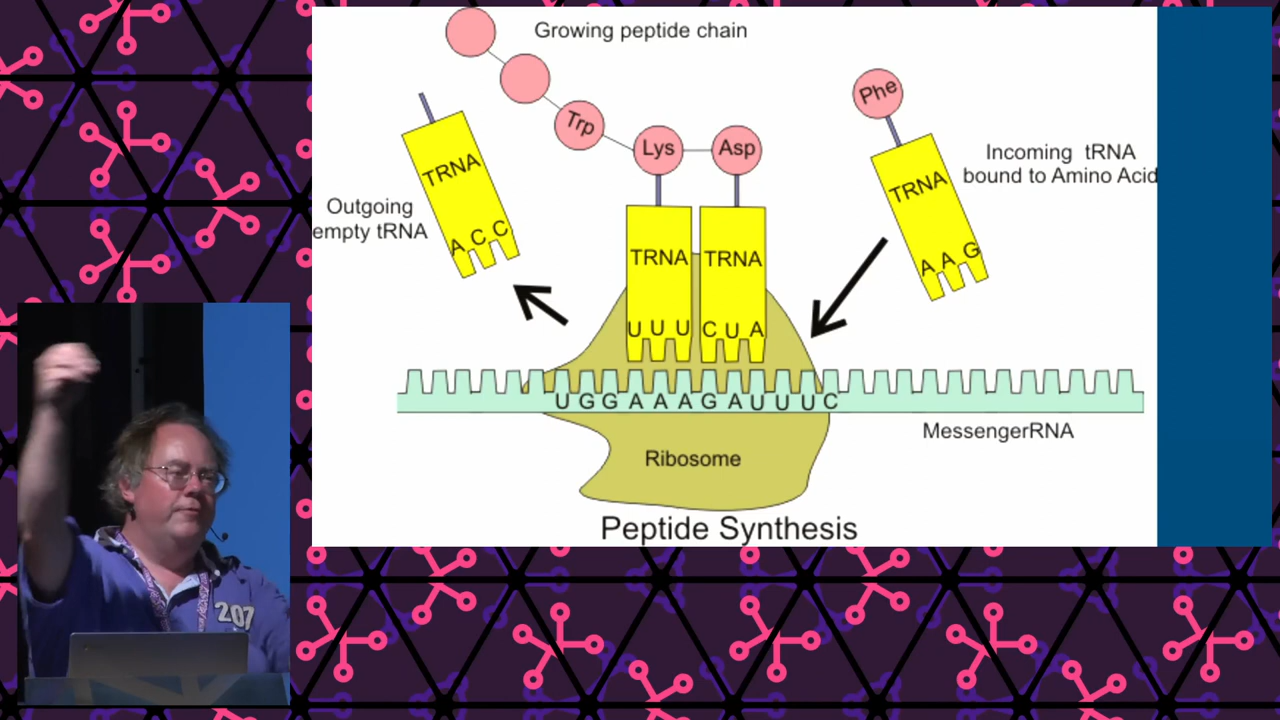 Growing peptide chain
Trp
Lys
Asp
Phe
TRNA
A C C
Outgoing
empty tRNA
TRNA
U U U
TRNA
C U A
TRNA
A A G
Incoming tRNA
bound to Amino Acid
U G G A A A G A U U U C
MessengerRNA
Ribosome
Peptide Synthesis
207